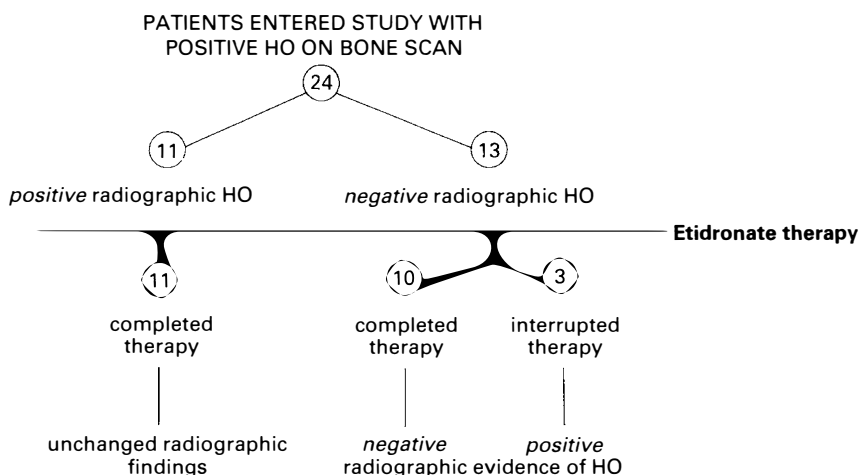 PATIENTS ENTERED STUDY WITH
POSITIVE HO ON BONE SCAN
24
11
13
positive radiographic HO
negative radiographic HO
Etidronate therapy
11
10
3
completed
therapy
completed
therapy
interrupted
therapy
unchanged radiographic
findings
negative
positive
radiographic evidence of HO